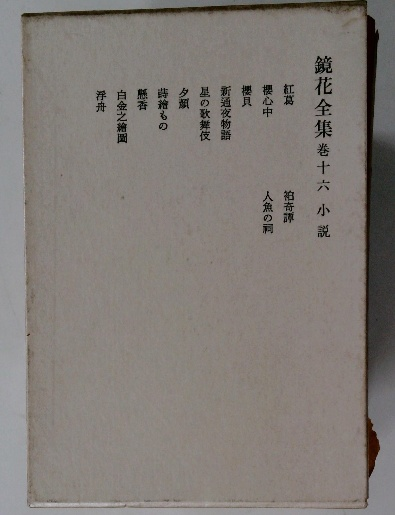 鏡花全集 巻十六 小説
紅葛
袙奇譚
櫻心中
人魚の祠
櫻貝
新通夜物語
星の歌舞伎
夕顔
蒔繪もの
懸香
白金之繪圖
浮舟